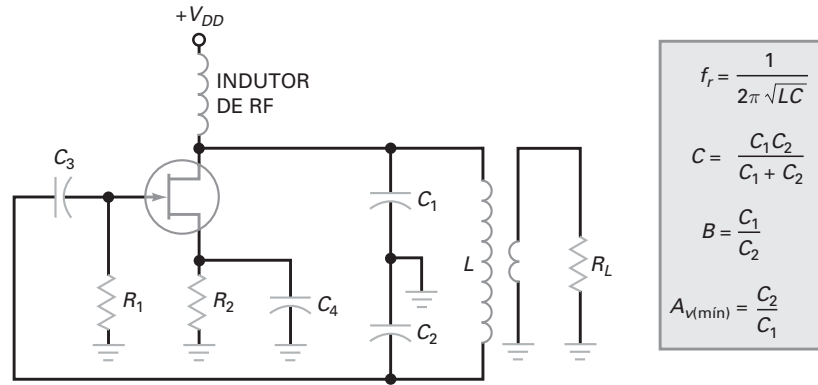 +V_DD
INDUTOR
DE RF
C_3
R_1
R_2
C_4
C_1
C_2
L
R_L
f_r = 1 / 2π √LC
C = C_1C_2 / C_1 + C_2
B = C_1 / C_2
A_v(mín) = C_2 / C_1